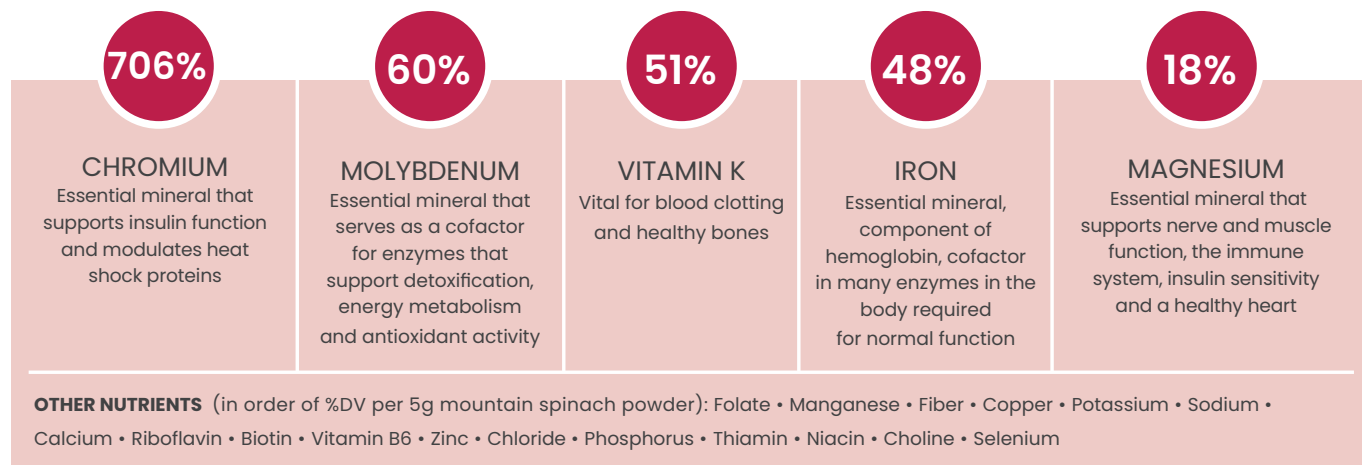 706%
CHROMIUM
Essential mineral that
supports insulin function
and modulates heat
shock proteins
60%
MOLYBDENUM
Essential mineral that
serves as a cofactor
for enzymes that
support detoxification,
energy metabolism
and antioxidant activity
51%
VITAMIN K
Vital for blood clotting
and healthy bones
48%
IRON
Essential mineral,
component of
hemoglobin, cofactor
in many enzymes in the
body required
for normal function
18%
MAGNESIUM
Essential mineral that
supports nerve and muscle
function, the immune
system, insulin sensitivity
and a healthy heart
OTHER NUTRIENTS (in order of %DV per 5g mountain spinach powder): Folate • Manganese • Fiber • Copper • Potassium • Sodium •
Calcium • Riboflavin • Biotin • Vitamin B6 • Zinc • Chloride • Phosphorus • Thiamin • Niacin • Choline • Selenium